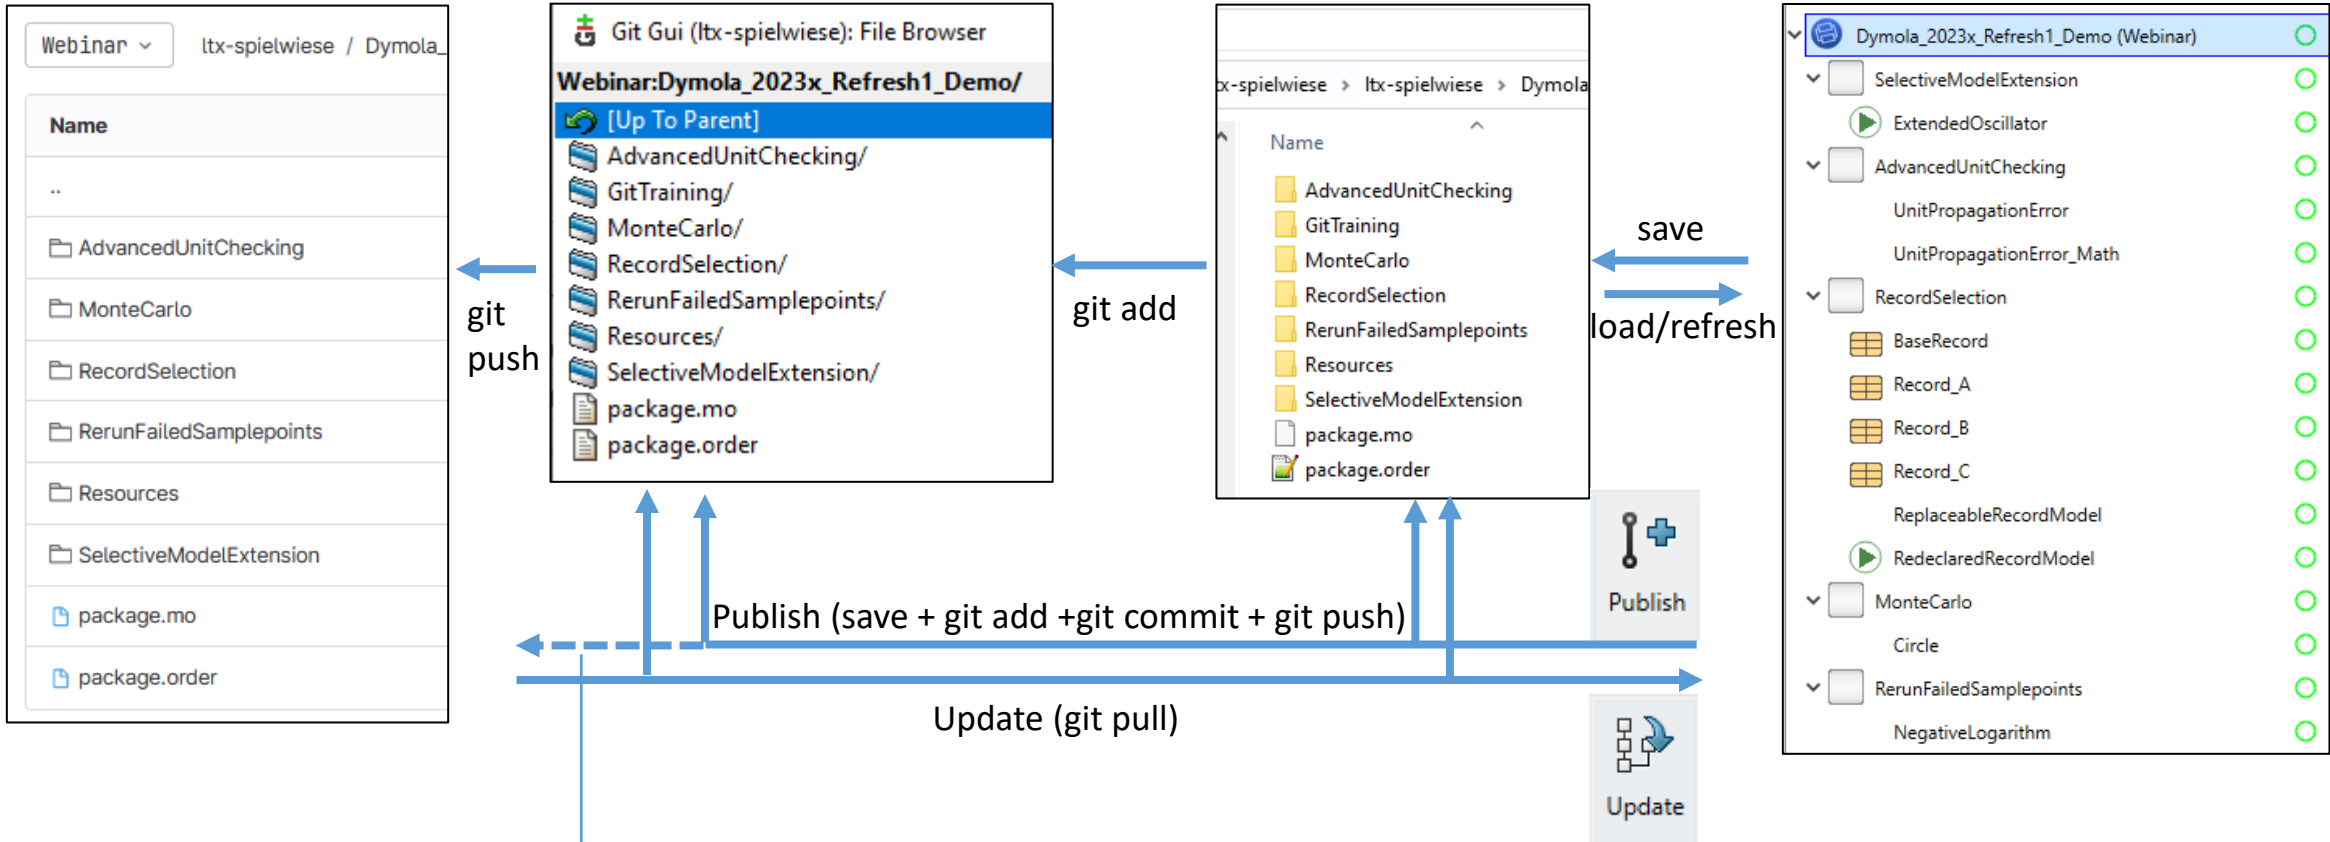 Webinar
ltx-spielwiese / Dymola_
Name
..
AdvancedUnitChecking
MonteCarlo
RecordSelection
RerunFailedSamplepoints
Resources
SelectiveModelExtension
package.mo
package.order
git
push
Git Gui (ltx-spielwiese): File Browser
Webinar:Dymola_2023x_Refresh1_Demo/
[Up To Parent]
AdvancedUnitChecking/
GitTraining/
MonteCarlo/
RecordSelection/
RerunFailedSamplepoints/
Resources/
SelectiveModelExtension/
package.mo
package.order
git add
x-spielwiese > ltx-spielwiese > Dymola
Name
AdvancedUnitChecking
GitTraining
MonteCarlo
RecordSelection
RerunFailedSamplepoints
Resources
SelectiveModelExtension
package.mo
package.order
save
load/refresh
Dymola_2023x_Refresh1_Demo (Webinar)
SelectiveModelExtension
ExtendedOscillator
AdvancedUnitChecking
UnitPropagationError
UnitPropagationError_Math
RecordSelection
BaseRecord
Record_A
Record_B
Record_C
ReplaceableRecordModel
RedeclaredRecordModel
MonteCarlo
Circle
RerunFailedSamplepoints
NegativeLogarithm
Publish (save + git add +git commit + git push)
Publish
Update (git pull)
Update